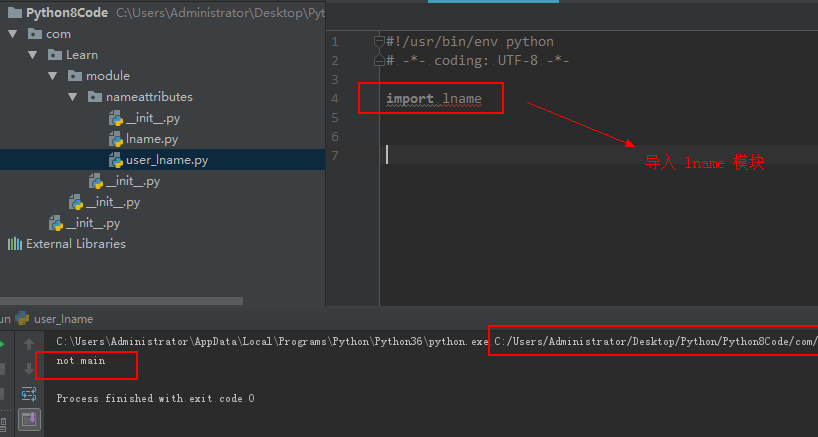 Python8Code C:\Users\Administrator\Desktop\Pyt
com
Learn
module
nameattributes
__init__.py
lname.py
user_lname.py
__init__.py
__init__.py
__init__.py
External Libraries
1 #!/usr/bin/env python
2 # -*- coding: UTF-8 -*-
3
4 import lname
5
6
7
导入 lname 模块
un user_lname
C:\Users\Administrator\AppData\Local\Programs\Python\Python36\python.exe C:/Users/Administrator/Desktop/Python/Python8Code/com/
not main
Process finished with exit code 0